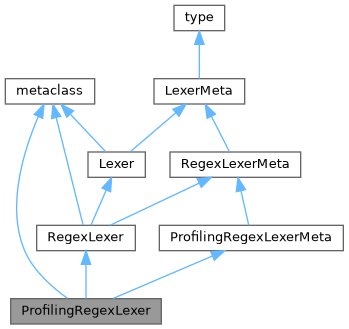 type
metaclass
LexerMeta
Lexer
RegexLexerMeta
RegexLexer
ProfilingRegexLexerMeta
ProfilingRegexLexer